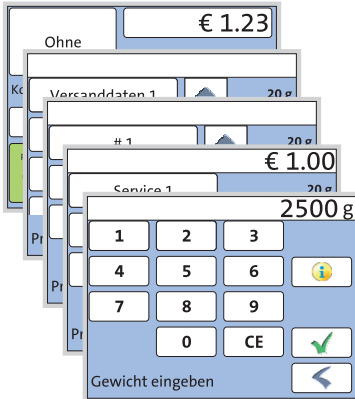 € 1.23
Ohne
Versanddaten 1
20 g
# 1
20 g
€ 1.00
Service 1
20 g
2500 g
1 2 3
4 5 6
7 8 9
0 CE
Gewicht eingeben